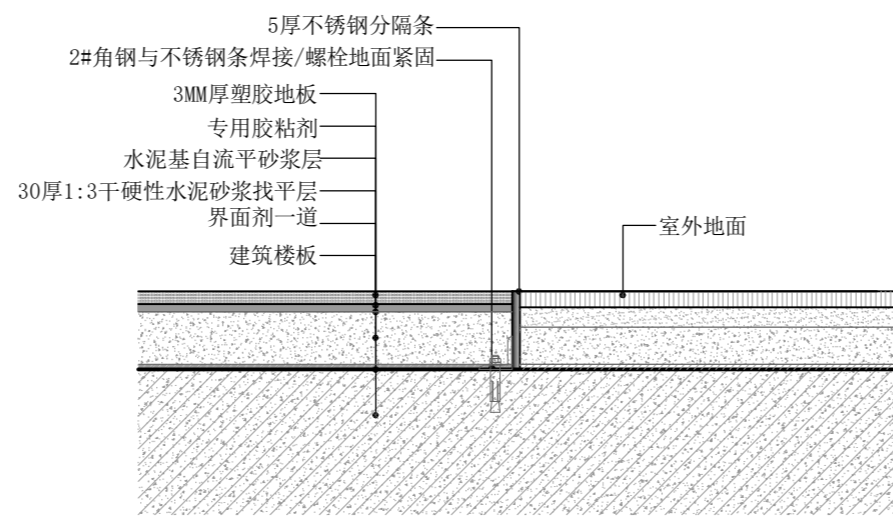 5厚不锈钢分隔条
2#角钢与不锈钢条焊接/螺栓地面紧固
3MM厚塑胶地板
专用胶粘剂
水泥基自流平砂浆层
30厚1:3干硬性水泥砂浆找平层
界面剂一道
室外地面
建筑楼板